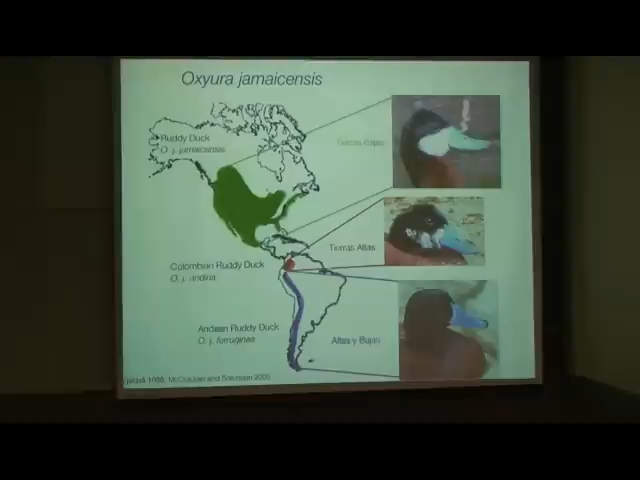 Oxyura jamaicensis
Ruddy Duck
O. j. jamaicensis
Tierras Bajas
Tierras Altas
Colombian Ruddy Duck
O. j. andina
Andean Ruddy Duck
O. j. ferruginea
Altas y Bajas
1998, McCracken and Sorenson 2005